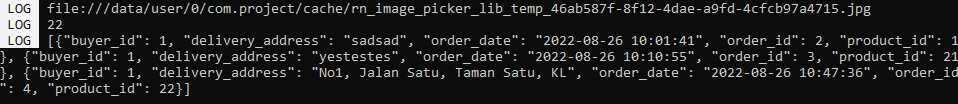 LOG file:///data/user/0/com.project/cache/rn_image_picker_lib_temp_46ab587f-8f12-4dae-a9fd-4cfcb97a4715.jpg
LOG 22
LOG [{"buyer_id": 1, "delivery_address": "sadsad", "order_date": "2022-08-26 10:01:41", "order_id": 2, "product_id": 1
}, {"buyer_id": 1, "delivery_address": "yestestes", "order_date": "2022-08-26 10:10:55", "order_id": 3, "product_id": 21
}, {"buyer_id": 1, "delivery_address": "No1, Jalan Satu, Taman Satu, KL", "order_date": "2022-08-26 10:47:36", "order_id
": 4, "product_id": 22}]